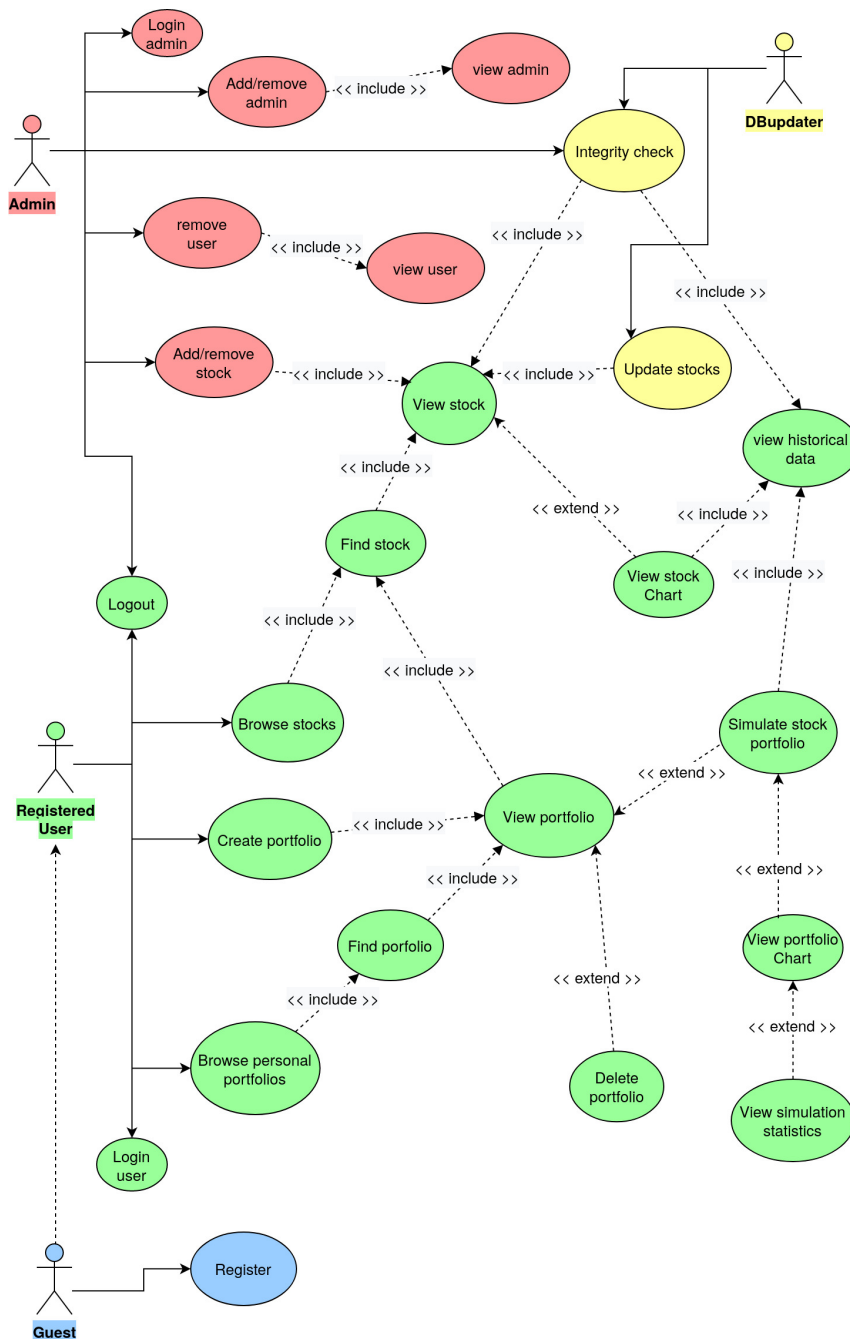 Login
admin
Add/remove
admin
<< include >>
view admin
DBupdater
Admin
Integrity check
remove
user
<< include >>
view user
<< include >>
<< include >>
Add/remove
stock
<< include >>
View stock
<< include >>
Update stocks
view historical
data
<< include >>
<< extend >>
<< include >>
Find stock
View stock
Chart
<< include >>
Logout
<< include >>
<< include >>
Browse stocks
Simulate stock
portfolio
<< extend >>
Registered
User
Create portfolio
<< include >>
View portfolio
<< include >>
<< extend >>
Find porfolio
View portfolio
Chart
<< include >>
<< extend >>
<< extend >>
Browse personal
portfolios
Delete
portfolio
View simulation
statistics
Login
user
Register
Guest